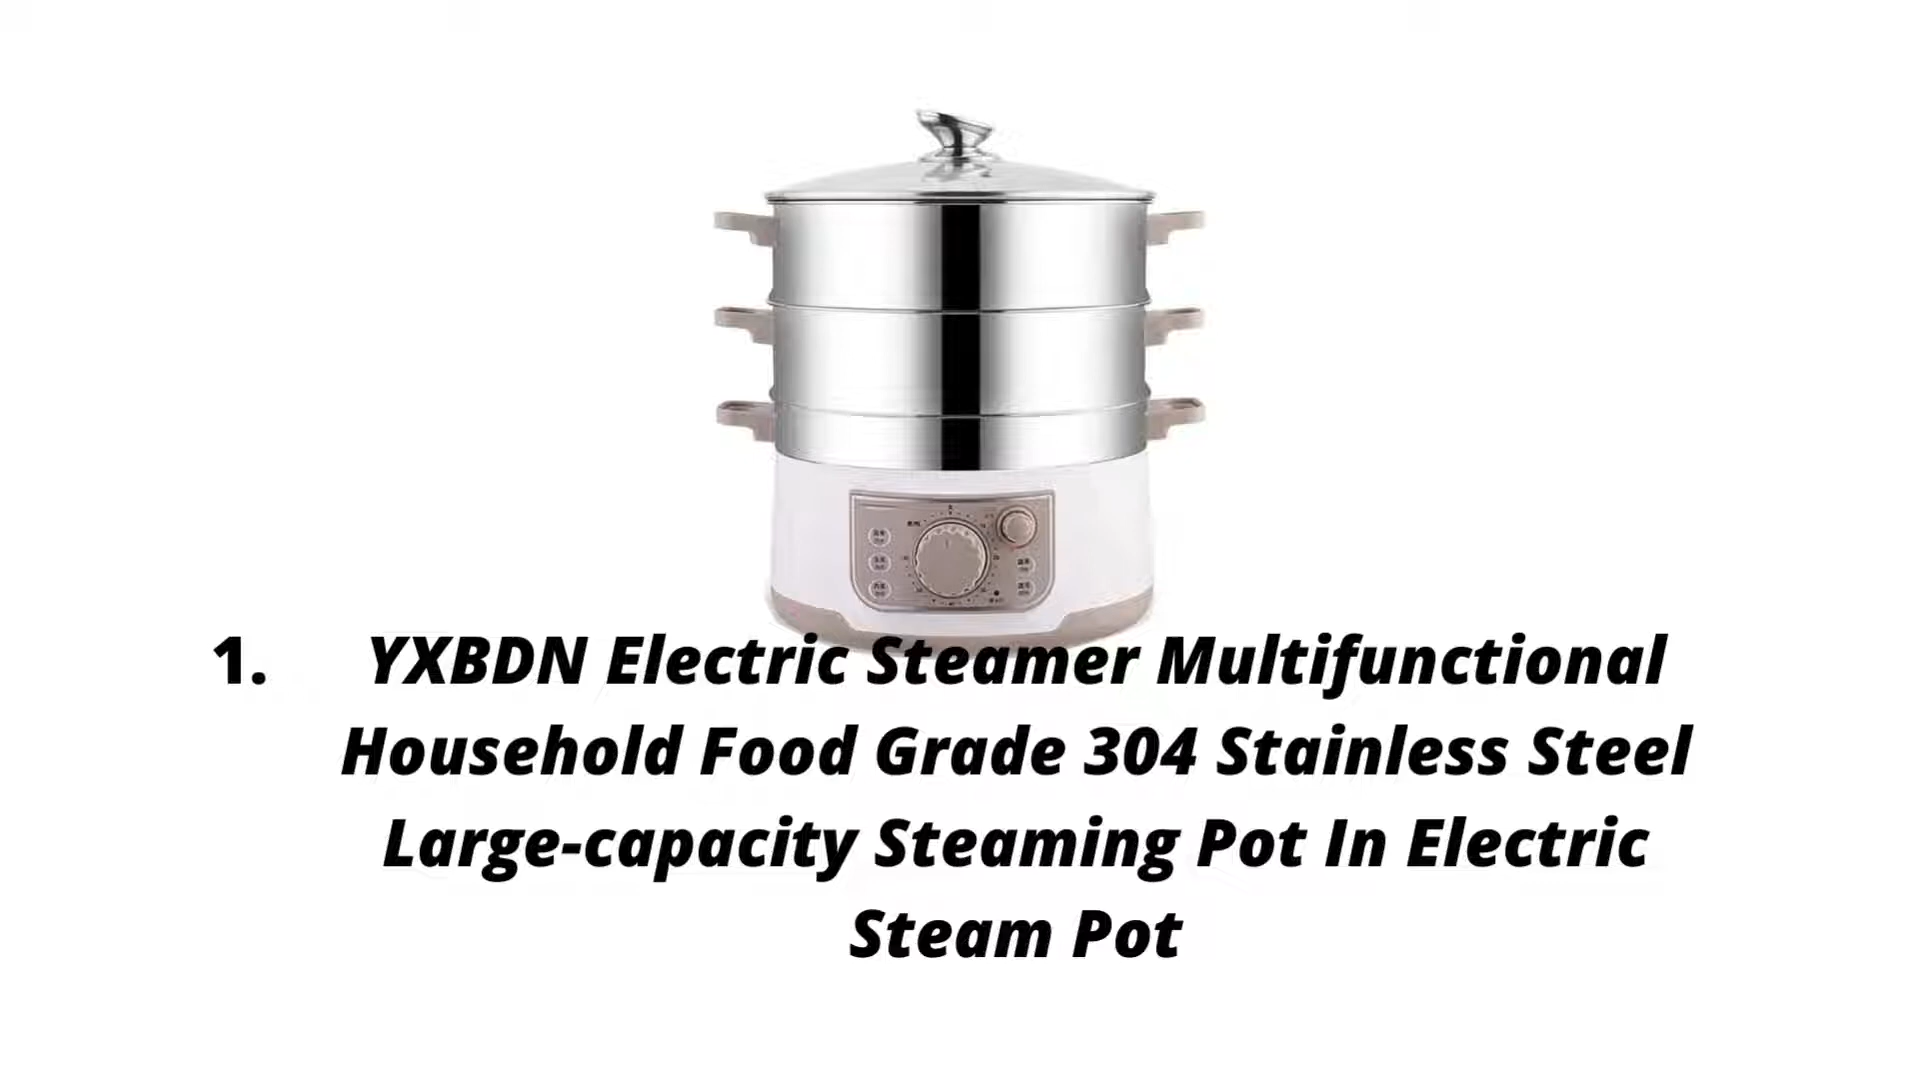 1. YXBDN Electric Steamer Multifunctional
Household Food Grade 304 Stainless Steel
Large-capacity Steaming Pot In Electric
Steam Pot